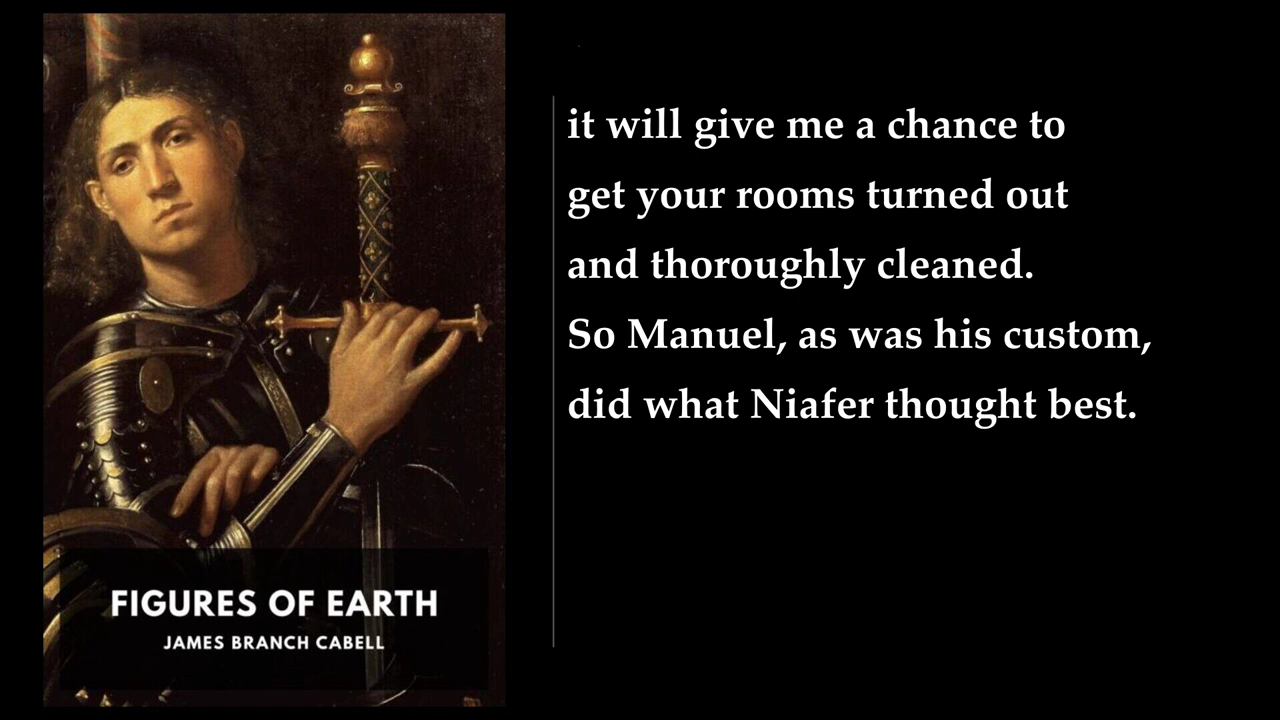 FIGURES OF EARTH
JAMES BRANCH CABELL
it will give me a chance to
get your rooms turned out
and thoroughly cleaned.
So Manuel, as was his custom,
did what Niafer thought best.